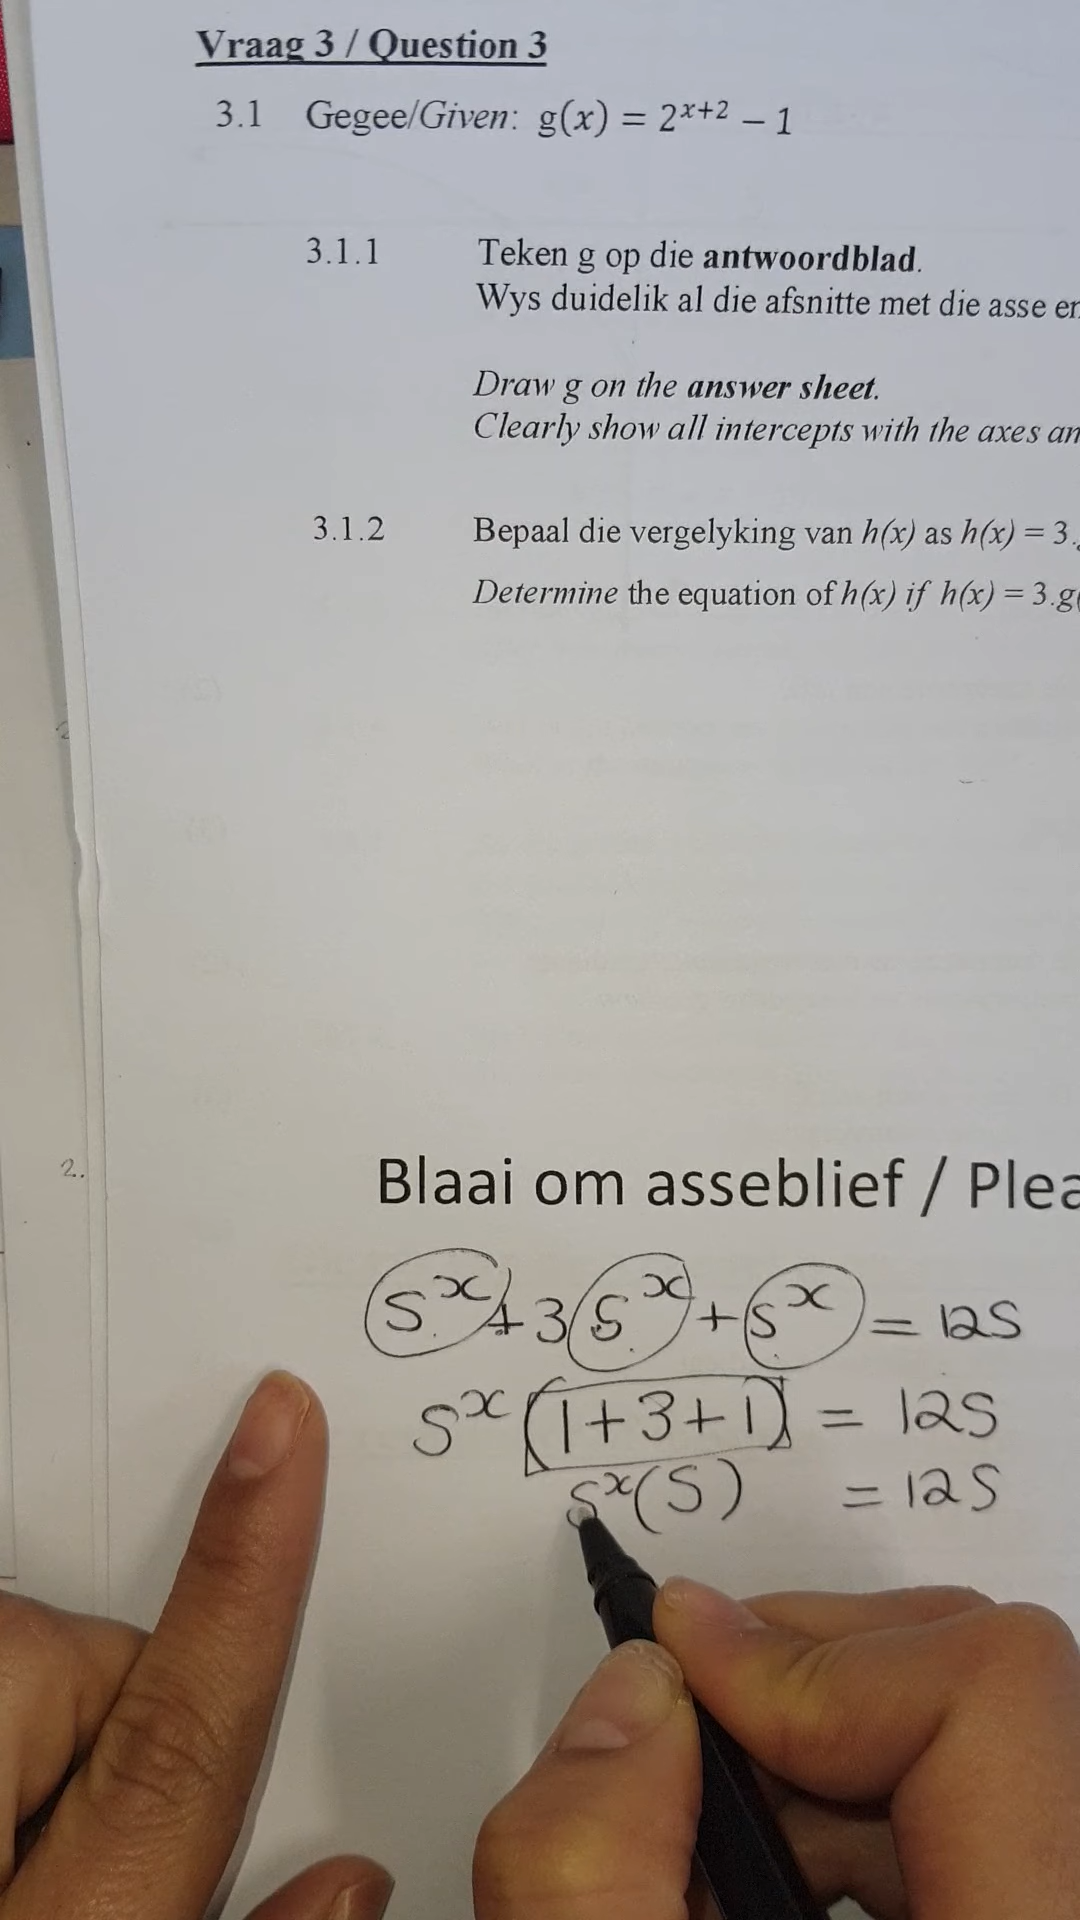 Vraag 3 / Question 3
3.1 Gegee/Given: g(x) = 2^{x+2} − 1
3.1.1 Teken g op die antwoordblad.
Wys duidelik al die afsnitte met die asse
Draw g on the answer sheet.
Clearly show all intercepts with the axes
3.1.2 Bepaal die vergelyking van h(x) as h(x) = 3.
Determine the equation of h(x) if h(x) = 3.g(
2.
Blaai om asseblief /
5^x + 3 5^x + 5^x = 125
5^x (1+3+1) = 125
5^x(5) = 125